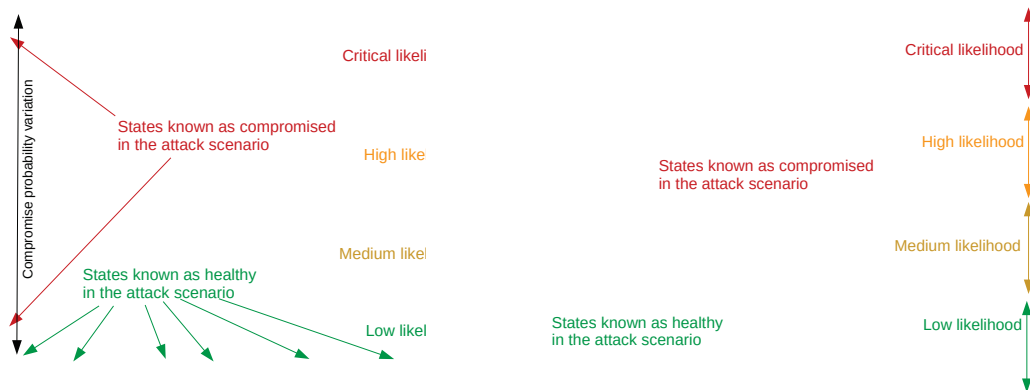 Compromise probability variation
Critical likeli
States known as compromised
in the attack scenario
High like
Medium likel
States known as healthy
in the attack scenario
Low likel
Critical likelihood
High likelihood
States known as compromised
in the attack scenario
Medium likelihood
States known as healthy
in the attack scenario
Low likelihood